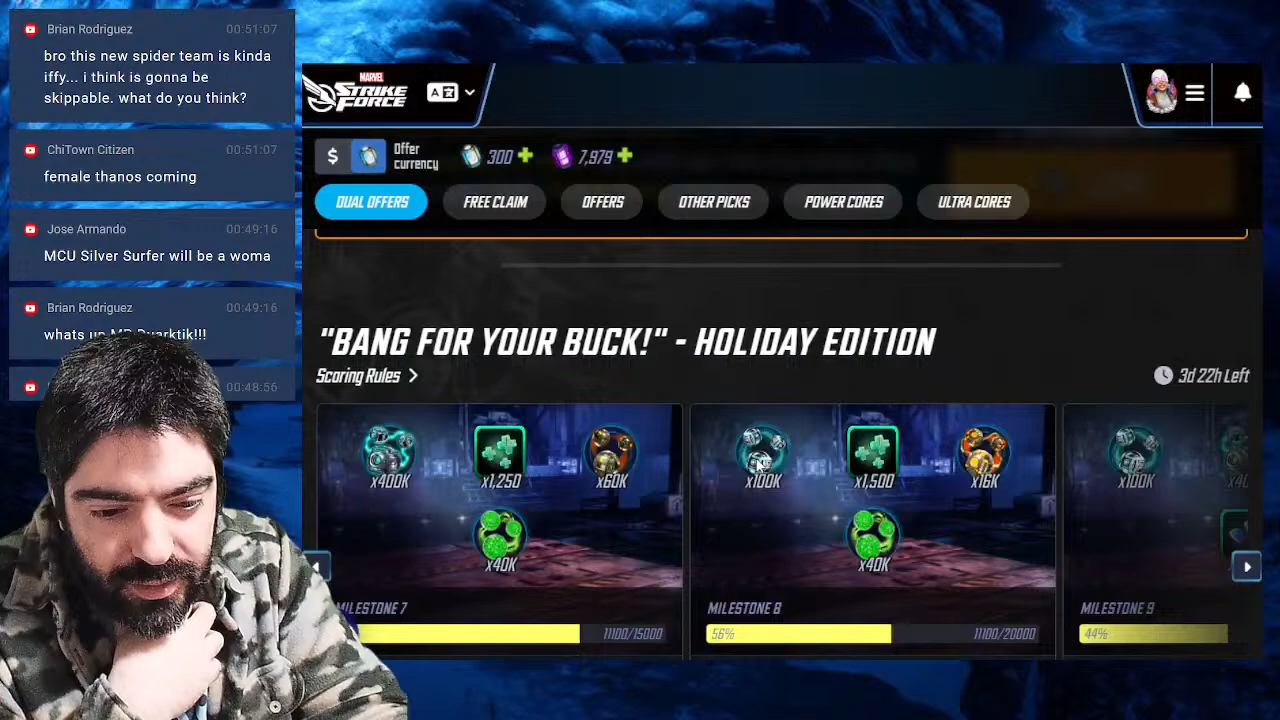 Brian Rodriguez 00:51:07
bro this new spider team is kinda
iffy... i think is gonna be
skippable. what do you think?
ChiTown Citizen 00:51:07
female thanos coming
Jose Armando 00:49:16
MCU Silver Surfer will be a woma
Brian Rodriguez 00:49:16
whats up
00:48:56
MARVEL
STRIKE
FORCE
A
$ Offer
currency
300 7,979
DUAL OFFERS FREE CLAIM OFFERS OTHER PICKS POWER CORES ULTRA CORES
"BANG FOR YOUR BUCK!" - HOLIDAY EDITION
Scoring Rules 3d 22h Left
x400K x1,250 x60K x100K x1,500 x16K x100K
x40K x40K
MILESTONE 7 MILESTONE 8 MILESTONE 9
11100/15000 56% 11100/20000 44%